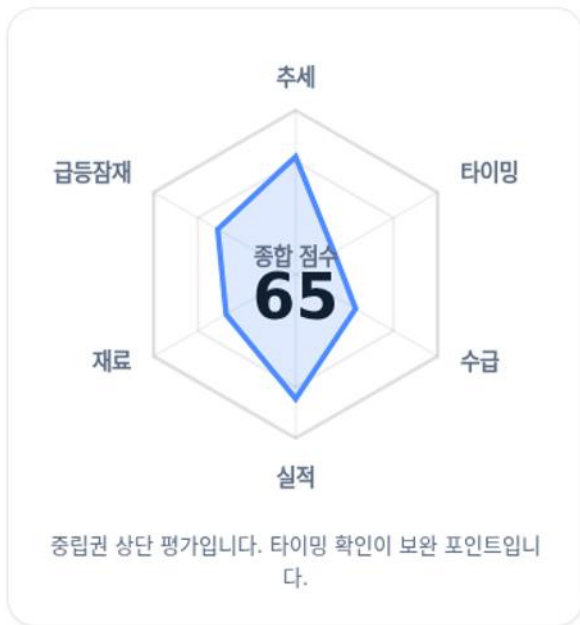 추세
급등잠재
타이밍
종합 점수
65
재료
수급
실적
중립권 상단 평가입니다. 타이밍 확인이 보완 포인트입니
다.